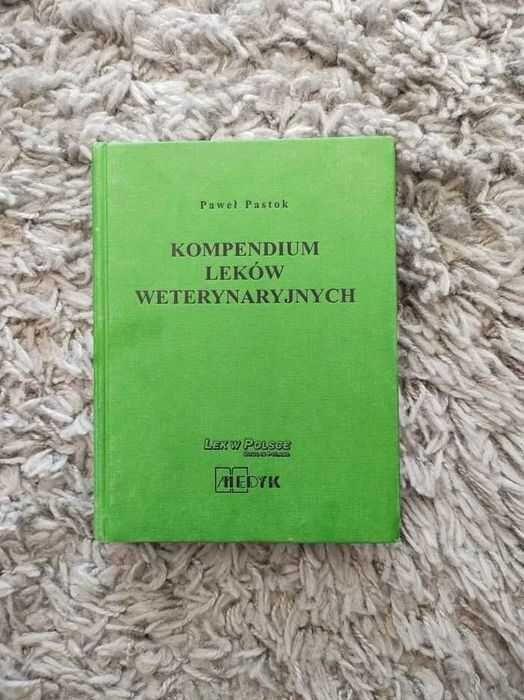 Paweł Pastok
KOMPENDIUM
LEKÓW
WETERYNARYJNYCH
LEK W POLSCE
MEDYK